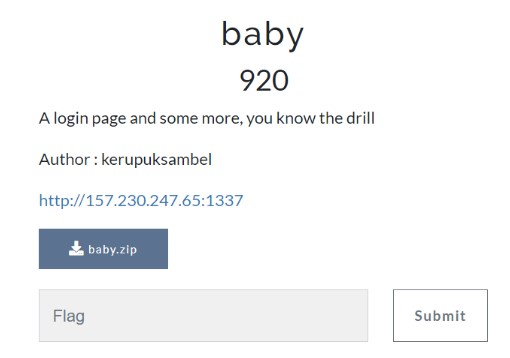 baby
920
A login page and some more, you know the drill
Author : kerupuksambel
http://157.230.247.65:1337
baby.zip
Flag
Submit